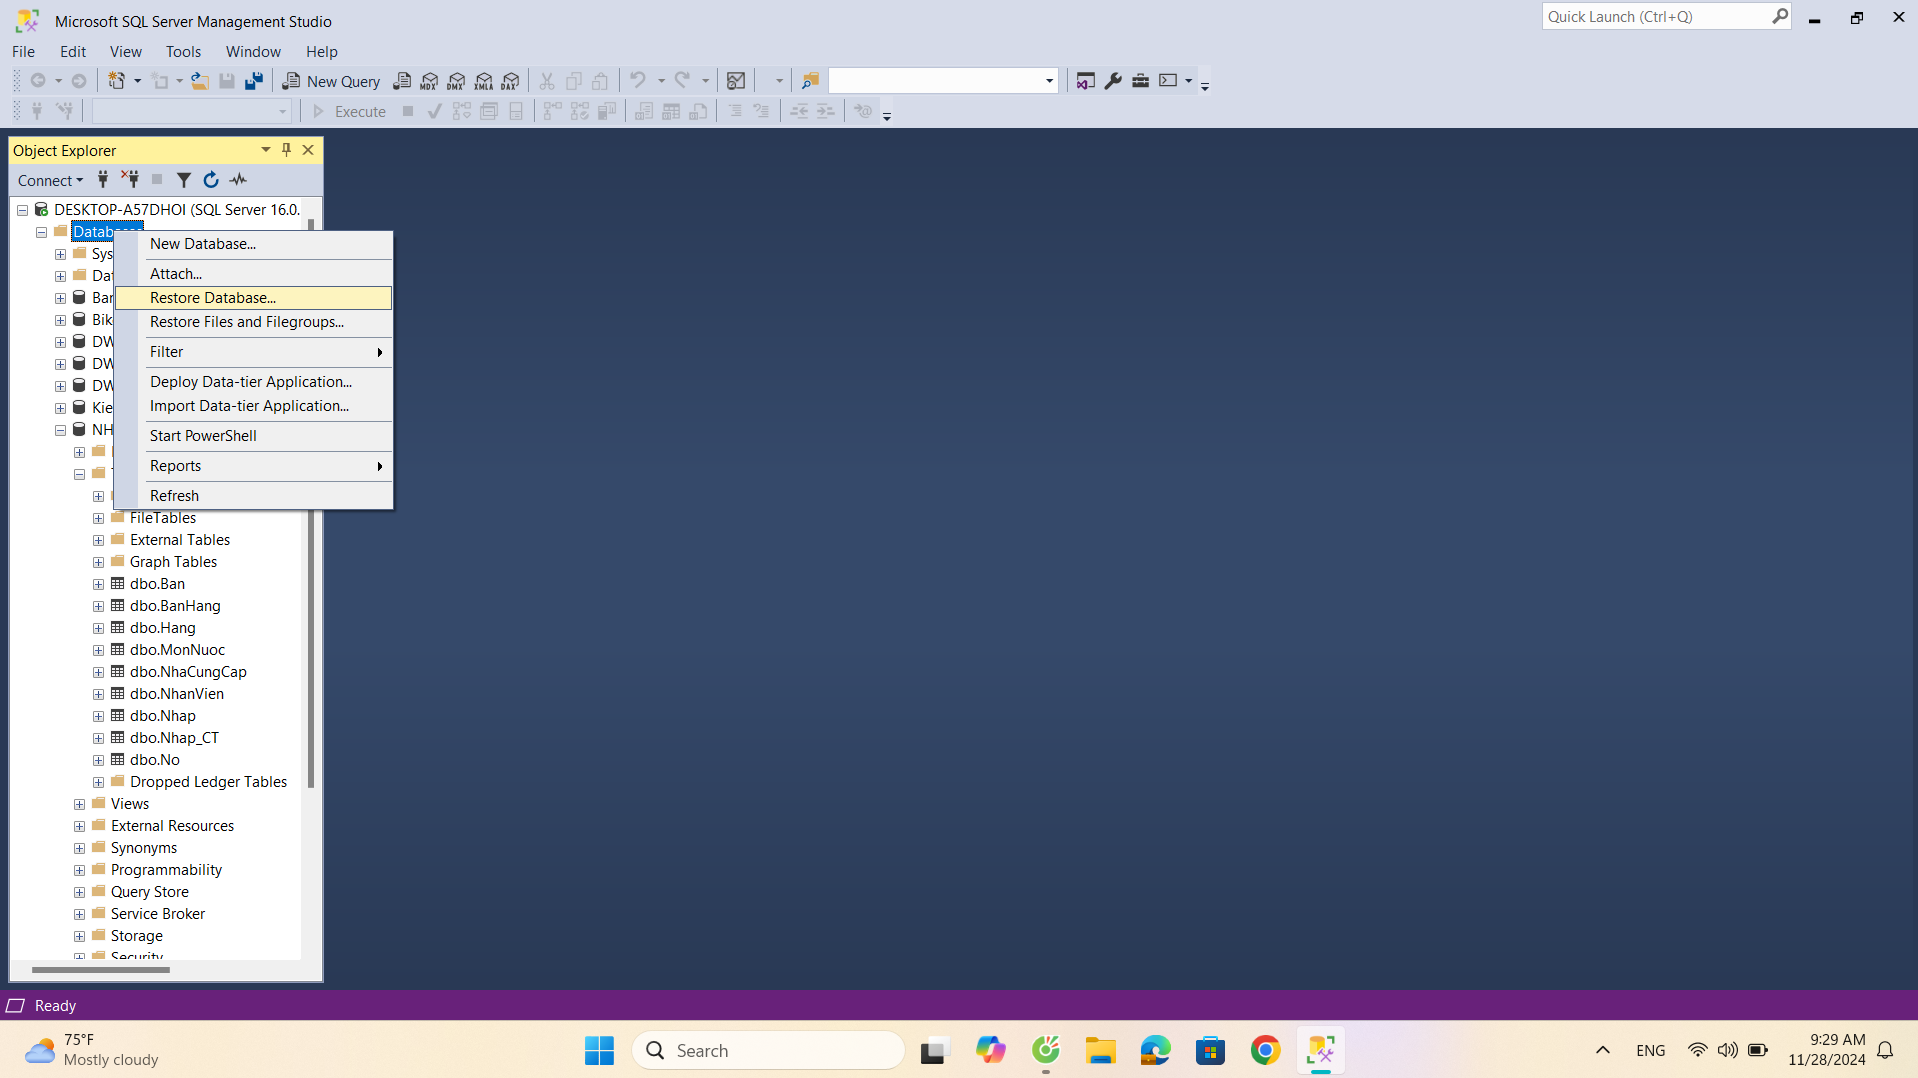 Microsoft SQL Server Management Studio
Quick Launch (Ctrl+Q)
File Edit View Tools Window Help
New Query
MDX DMX XMLA DAX
Execute
Object Explorer
Connect
DESKTOP-A57DHOI (SQL Server 16.0.
New Database...
Attach...
Restore Database...
Restore Files and Filegroups...
Filter
Deploy Data-tier Application...
Import Data-tier Application...
Start PowerShell
Reports
Refresh
FileTables
External Tables
Graph Tables
dbo.Ban
dbo.BanHang
dbo.Hang
dbo.MonNuoc
dbo.NhaCungCap
dbo.NhanVien
dbo.Nhap
dbo.Nhap_CT
dbo.No
Dropped Ledger Tables
Views
External Resources
Synonyms
Programmability
Query Store
Service Broker
Storage
Security
Ready
75°F
Mostly cloudy
Search
ENG
9:29 AM
11/28/2024